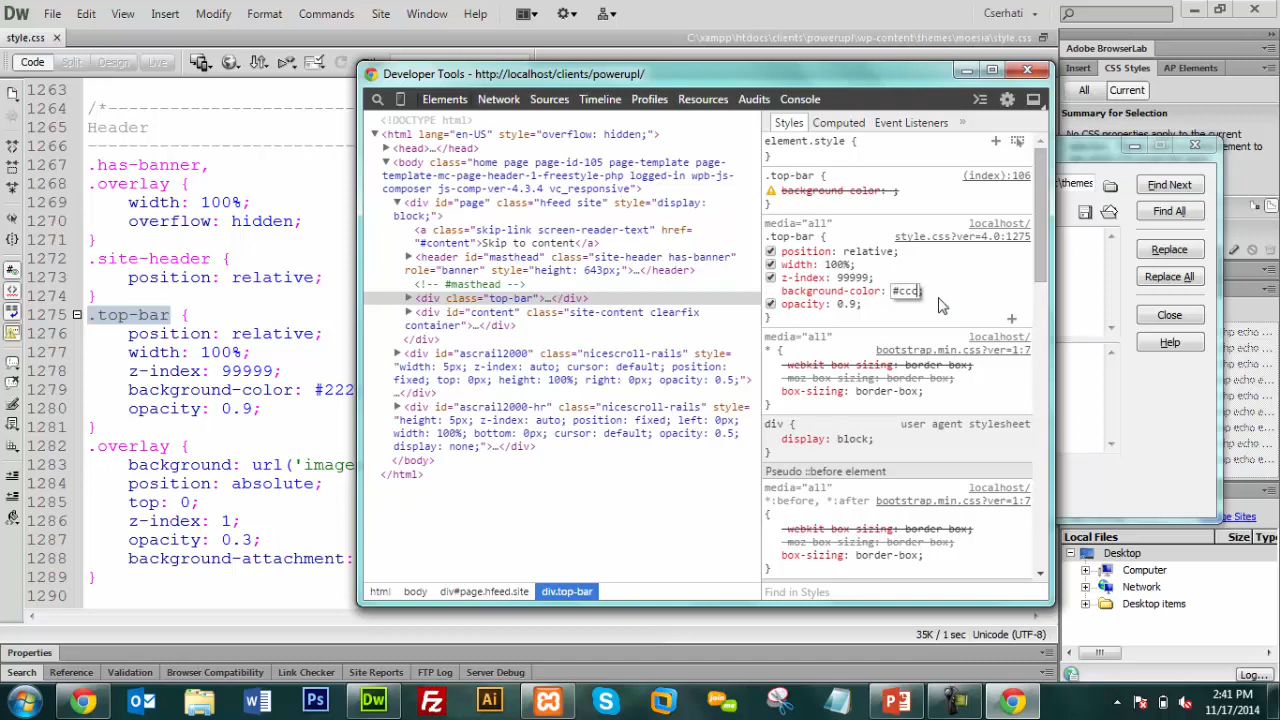 Dw File Edit View Insert Modify Format Commands Site Window Help Cserhati
style.css × C:\xampp\htdocs\clients\powerupl\wp-content\themes\moesia\style.css
Code Split Design Live
1263
1264 /*
1265 Header
1266
1267 .has-banner,
1268 .overlay {
1269 width: 100%;
1270 overflow: hidden;
1271 }
1272 .site-header {
1273 position: relative;
1274 }
1275 .top-bar {
1276 position: relative;
1277 width: 100%;
1278 z-index: 99999;
1279 background-color: #222
1280 opacity: 0.9;
1281 }
1282 .overlay {
1283 background: url('image
1284 position: absolute;
1285 top: 0;
1286 z-index: 1;
1287 opacity: 0.3;
1288 background-attachment:
1289 }
1290
35K / 1 sec Unicode (UTF-8)
Properties
Search Reference Validation Browser Compatibility Link Checker Site Reports FTP Log Server Debug
Developer Tools - http://localhost/clients/powerupl/
Elements Network Sources Timeline Profiles Resources Audits Console
<!DOCTYPE html>
<html lang="en-US" style="overflow: hidden;">
<head>…</head>
<body class="home page page-id-105 page-template page-
template-mc-page-header-1-freestyle-php logged-in wpb-js-
composer js-comp-ver-4.3.4 vc_responsive">
<div id="page" class="hfeed site" style="display:
block;">
<a class="skip-link screen-reader-text" href=
"#content">Skip to content</a>
<header id="masthead" class="site-header has-banner"
role="banner" style="height: 643px;">…</header>
<!-- #masthead -->
<div class="top-bar">…</div>
<div id="content" class="site-content clearfix
container">…</div>
</div>
<div id="ascrail2000" class="nicescroll-rails" style=
"width: 5px; z-index: auto; cursor: default; position:
fixed; top: 0px; height: 100%; right: 0px; opacity: 0.5;">
…</div>
<div id="ascrail2000-hr" class="nicescroll-rails" style=
"height: 5px; z-index: auto; position: fixed; left: 0px;
width: 100%; bottom: 0px; cursor: default; opacity: 0.5;
display: none;">…</div>
</body>
</html>
html body div#page.hfeed.site div.top-bar
Styles Computed Event Listeners »
element.style {
}
.top-bar { (index):106
background-color: ;
}
media="all" localhost/
.top-bar { style.css?ver=4.0:1275
position: relative;
width: 100%;
z-index: 99999;
background-color: #ccc;
opacity: 0.9;
}
media="all" localhost/
* { bootstrap.min.css?ver=1:7
-webkit-box-sizing: border-box;
-moz-box-sizing: border-box;
box-sizing: border-box;
}
div { user agent stylesheet
display: block;
}
Pseudo ::before element
media="all" localhost/
*:before, *:after bootstrap.min.css?ver=1:7
{
-webkit-box-sizing: border-box;
-moz-box-sizing: border-box;
box-sizing: border-box;
}
Find in Styles
Adobe BrowserLab
Insert CSS Styles AP Elements
All Current
Summary for Selection
No CSS properties apply to the current
\themes
Find Next
Find All
Replace
Replace All
Close
Help
Local Files Size Typ
Desktop
Computer
Network
Desktop items
Log...
Ps Dw Fz Ai
2:41 PM
11/17/2014